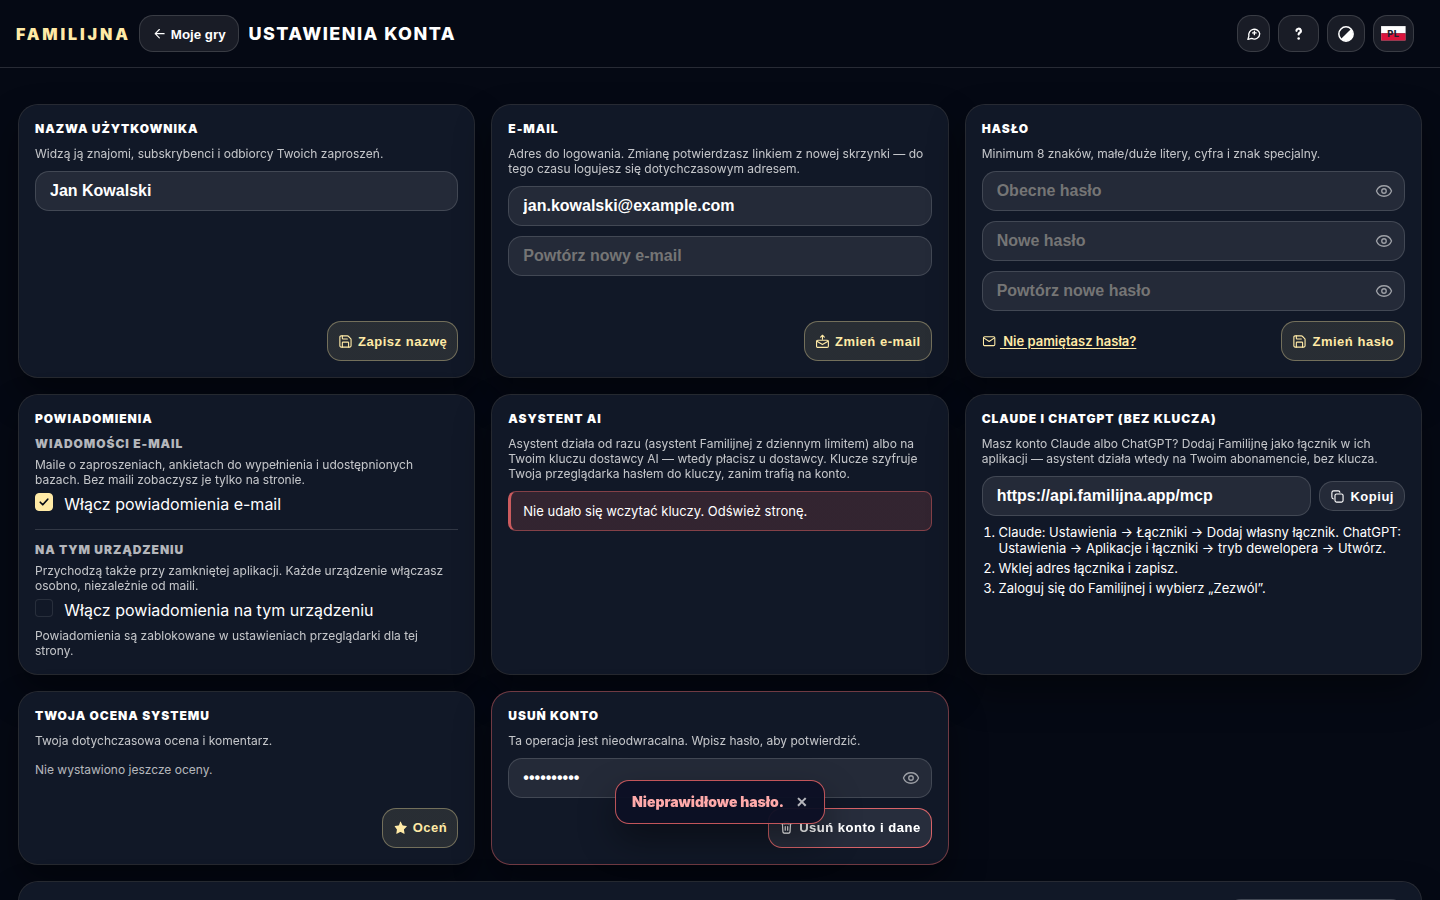 FAMILIJNA
← Moje gry
USTAWIENIA KONTA
?
PL
NAZWA UŻYTKOWNIKA
Widzą ją znajomi, subskrybenci i odbiorcy Twoich zaproszeń.
Jan Kowalski
Zapisz nazwę
E-MAIL
Adres do logowania. Zmianę potwierdzasz linkiem z nowej skrzynki — do
tego czasu logujesz się dotychczasowym adresem.
jan.kowalski@example.com
Powtórz nowy e-mail
Zmień e-mail
HASŁO
Minimum 8 znaków, małe/duże litery, cyfra i znak specjalny.
Obecne hasło
Nowe hasło
Powtórz nowe hasło
Nie pamiętasz hasła?
Zmień hasło
POWIADOMIENIA
WIADOMOŚCI E-MAIL
Maile o zaproszeniach, ankietach do wypełnienia i udostępnionych
bazach. Bez maili zobaczysz je tylko na stronie.
Włącz powiadomienia e-mail
NA TYM URZĄDZENIU
Przychodzą także przy zamkniętej aplikacji. Każde urządzenie włączasz
osobno, niezależnie od maili.
Włącz powiadomienia na tym urządzeniu
Powiadomienia są zablokowane w ustawieniach przeglądarki dla tej
strony.
ASYSTENT AI
Asystent działa od razu (asystent Familijnej z dziennym limitem) albo na
Twoim kluczu dostawcy AI — wtedy płacisz u dostawcy. Klucze szyfruje
Twoja przeglądarka hasłem do kluczy, zanim trafią na konto.
Nie udało się wczytać kluczy. Odśwież stronę.
CLAUDE I CHATGPT (BEZ KLUCZA)
Masz konto Claude albo ChatGPT? Dodaj Familijnę jako łącznik w ich
aplikacji — asystent działa wtedy na Twoim abonamencie, bez klucza.
https://api.familijna.app/mcp
Kopiuj
1. Claude: Ustawienia → Łączniki → Dodaj własny łącznik. ChatGPT:
Ustawienia → Aplikacje i łączniki → tryb dewelopera → Utwórz.
2. Wklej adres łącznika i zapisz.
3. Zaloguj się do Familijnej i wybierz „Zezwól”.
TWOJA OCENA SYSTEMU
Twoja dotychczasowa ocena i komentarz.
Nie wystawiono jeszcze oceny.
Oceń
USUŃ KONTO
Ta operacja jest nieodwracalna. Wpisz hasło, aby potwierdzić.
••••••••••
Nieprawidłowe hasło. ✕
Usuń konto i dane